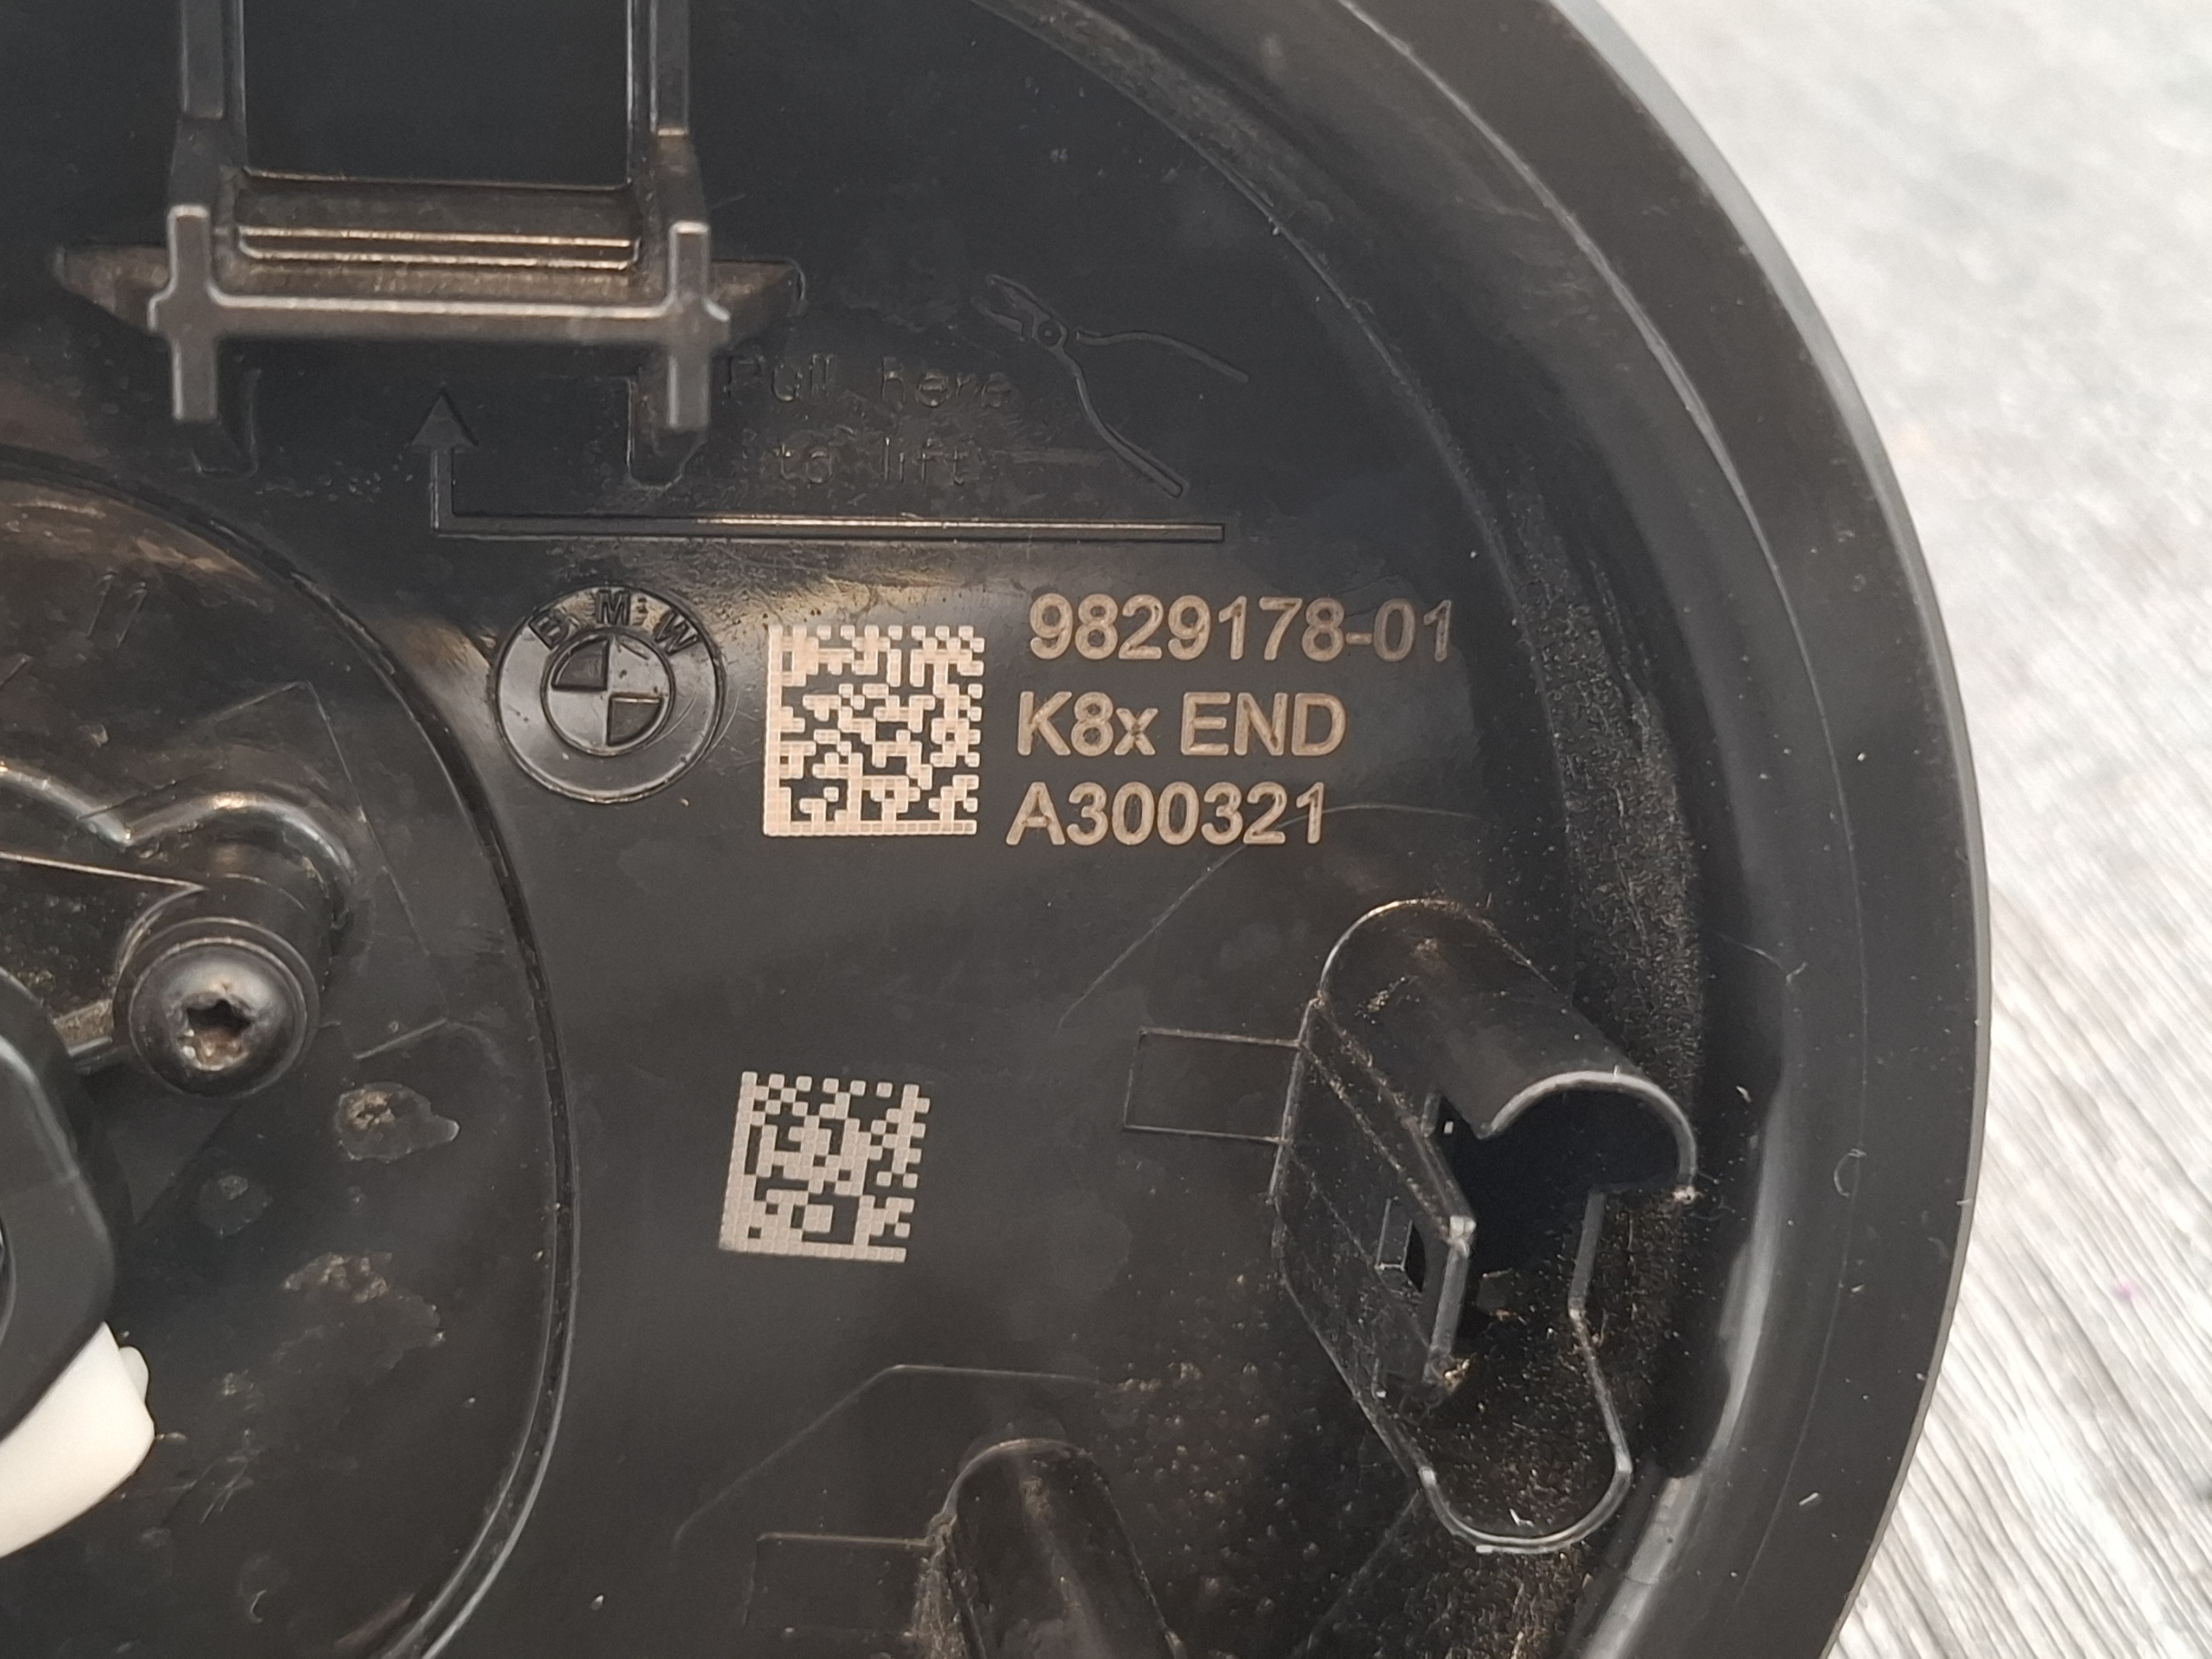 Pull here
to lift
BMW
9829178-01
K8x END
A300321